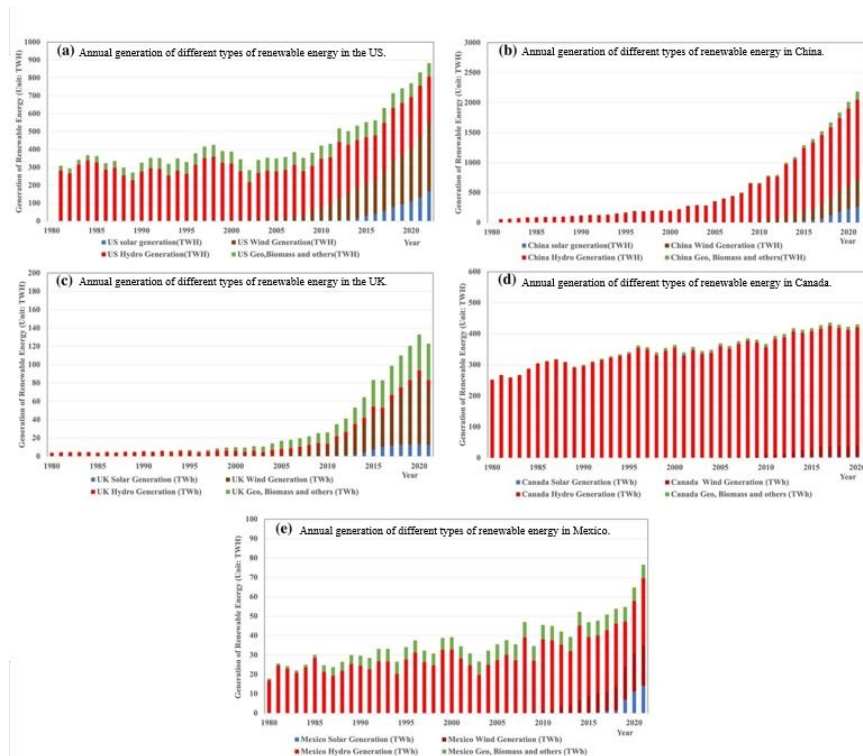 (a) Annual generation of different types of renewable energy in the US.
Generation of Renewable Energy (Unit: TWH)
1000
900
800
700
600
500
400
300
200
100
0
1980 1985 1990 1995 2000 2005 2010 2015 2020
Year
US solar generation(TWH) US Wind Generation(TWH)
US Hydro Generation(TWH) US Geo,Biomass and others(TWH)
(b) Annual generation of different types of renewable energy in China.
Generation of Renewable Energy (Unit: TWH)
3000
2500
2000
1500
1000
500
0
1980 1985 1990 1995 2000 2005 2010 2015 2020
Year
China solar generation(TWH) China Wind Generation(TWH)
China Hydro Generation (TWH) China Geo, Biomass and others (TWH)
(c) Annual generation of different types of renewable energy in the UK.
Generation of Renewable Energy (Unit: TWH)
200
180
160
140
120
100
80
60
40
20
0
1980 1985 1990 1995 2000 2005 2010 2015 2020
Year
UK Solar Generation (TWh) UK Wind Generation (TWh)
UK Hydro Generation (TWh) UK Geo, Biomass and others (TWh)
(d) Annual generation of different types of renewable energy in Canada.
Generation of Renewable Energy (Unit: TWH)
600
500
400
300
200
100
0
1980 1985 1990 1995 2000 2005 2010 2015 2020
Year
Canada Solar Generation (TWh) Canada Wind Generation (TWh)
Canada Hydro Generation (TWh) Canada Geo, Biomass and others (TWh)
(e) Annual generation of different types of renewable energy in Mexico.
Generation of Renewable Energy (Unit: TWH)
100
90
80
70
60
50
40
30
20
10
0
1980 1985 1990 1995 2000 2005 2010 2015 2020
Year
Mexico Solar Generation (TWh) Mexico Wind Generation (TWh)
Mexico Hydro Generation (TWh) Mexico Geo, Biomass and others (TWh)